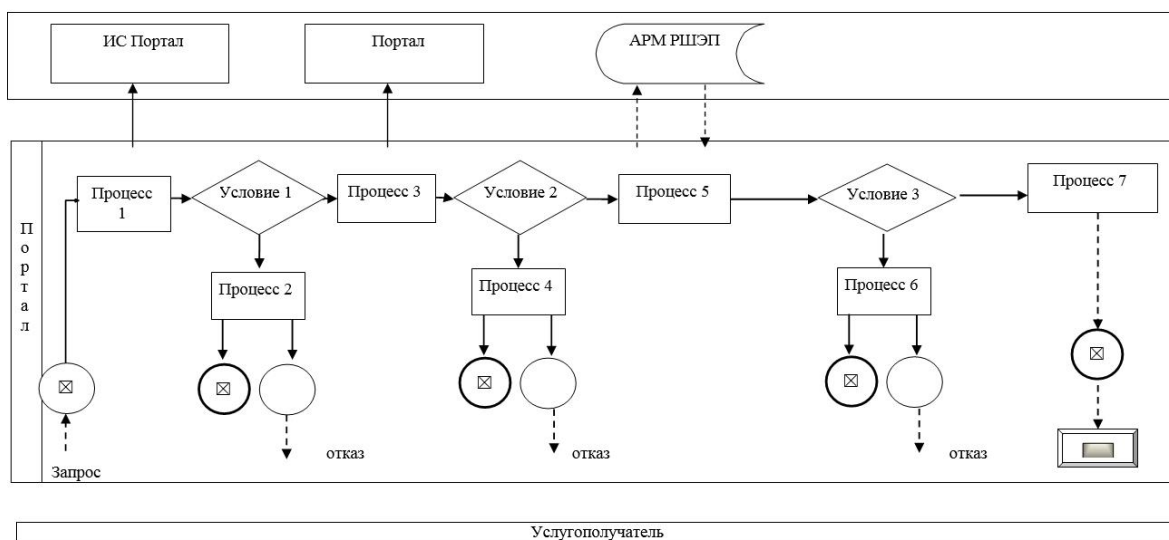 ИС Портал
Портал
АРМ РШЭП
Портал
Процесс
1
Условие 1
Процесс 3
Условие 2
Процесс 5
Условие 3
Процесс 7
Процесс 2
Процесс 4
Процесс 6
Запрос
отказ
отказ
отказ
Услугополучатель